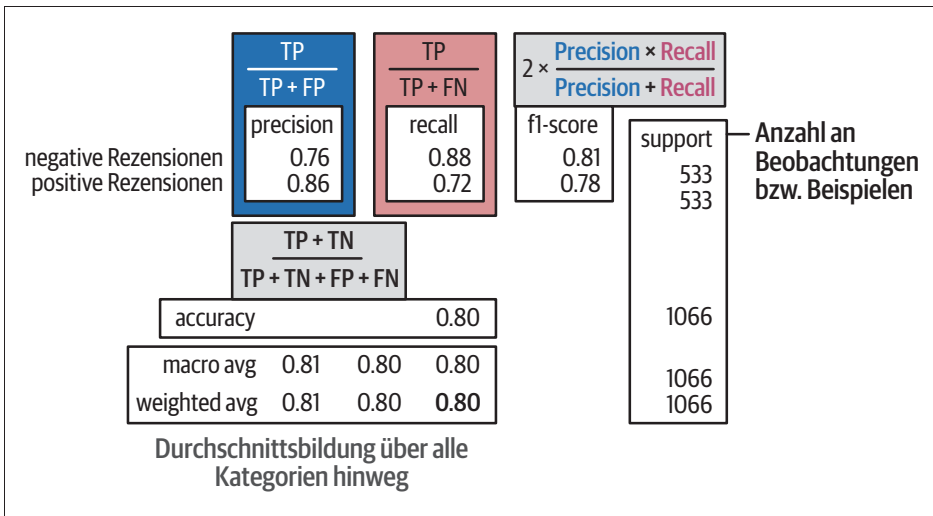 TP
TP + FP
TP
TP + FN
2 × Precision × Recall
Precision + Recall
precision recall f1-score support
negative Rezensionen 0.76 0.88 0.81 533
positive Rezensionen 0.86 0.72 0.78 533
Anzahl an
Beobachtungen
bzw. Beispielen
TP + TN
TP + TN + FP + FN
accuracy 0.80 1066
macro avg 0.81 0.80 0.80 1066
weighted avg 0.81 0.80 0.80 1066
Durchschnittsbildung über alle
Kategorien hinweg